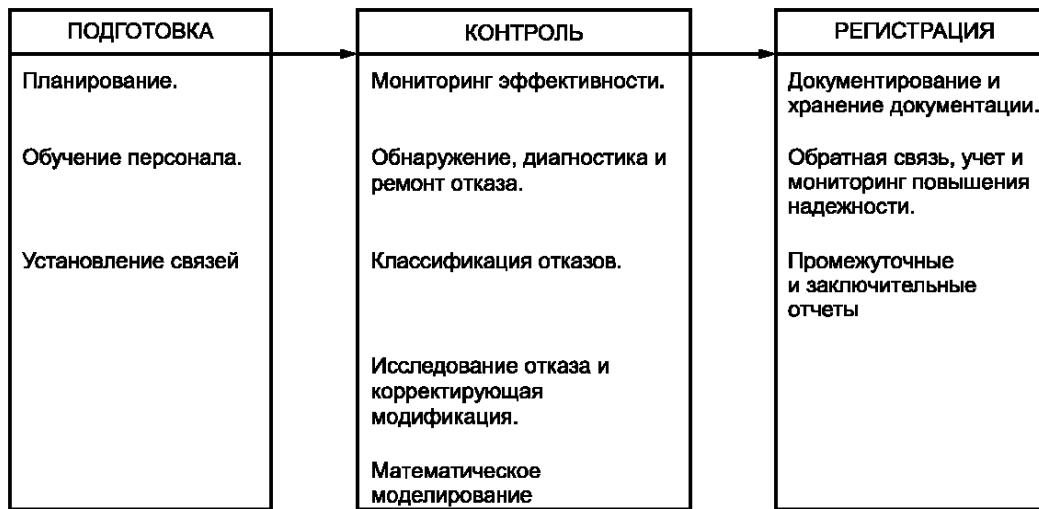 ПОДГОТОВКА
Планирование.
Обучение персонала.
Установление связей
КОНТРОЛЬ
Мониторинг эффективности.
Обнаружение, диагностика и
ремонт отказа.
Классификация отказов.
Исследование отказа и
корректирующая
модификация.
Математическое
моделирование
РЕГИСТРАЦИЯ
Документирование и
хранение документации.
Обратная связь, учет и
мониторинг повышения
надежности.
Промежуточные
и заключительные
отчеты